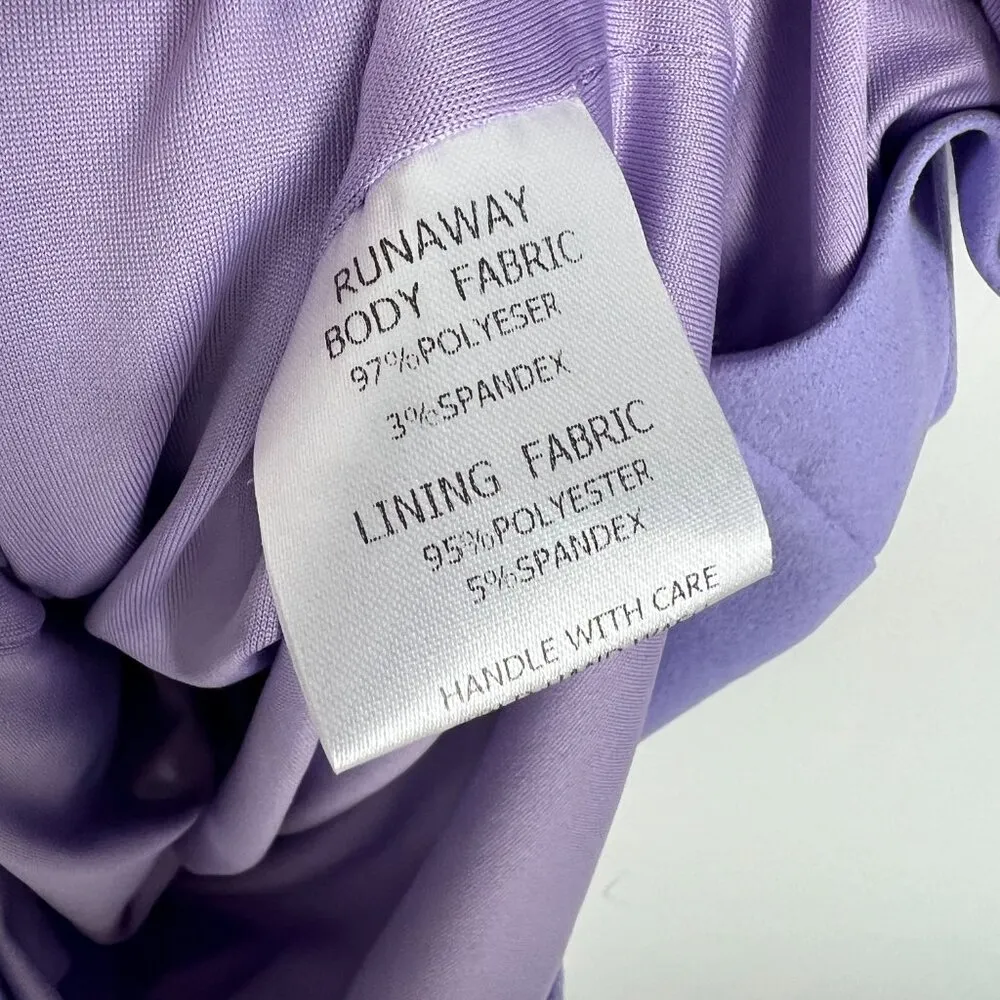 RUNAWAY
BODY FABRIC
97%POLYESER
3%SPANDEX
LINING FABRIC
95%POLYESTER
5%SPANDEX
HANDLE WITH CARE